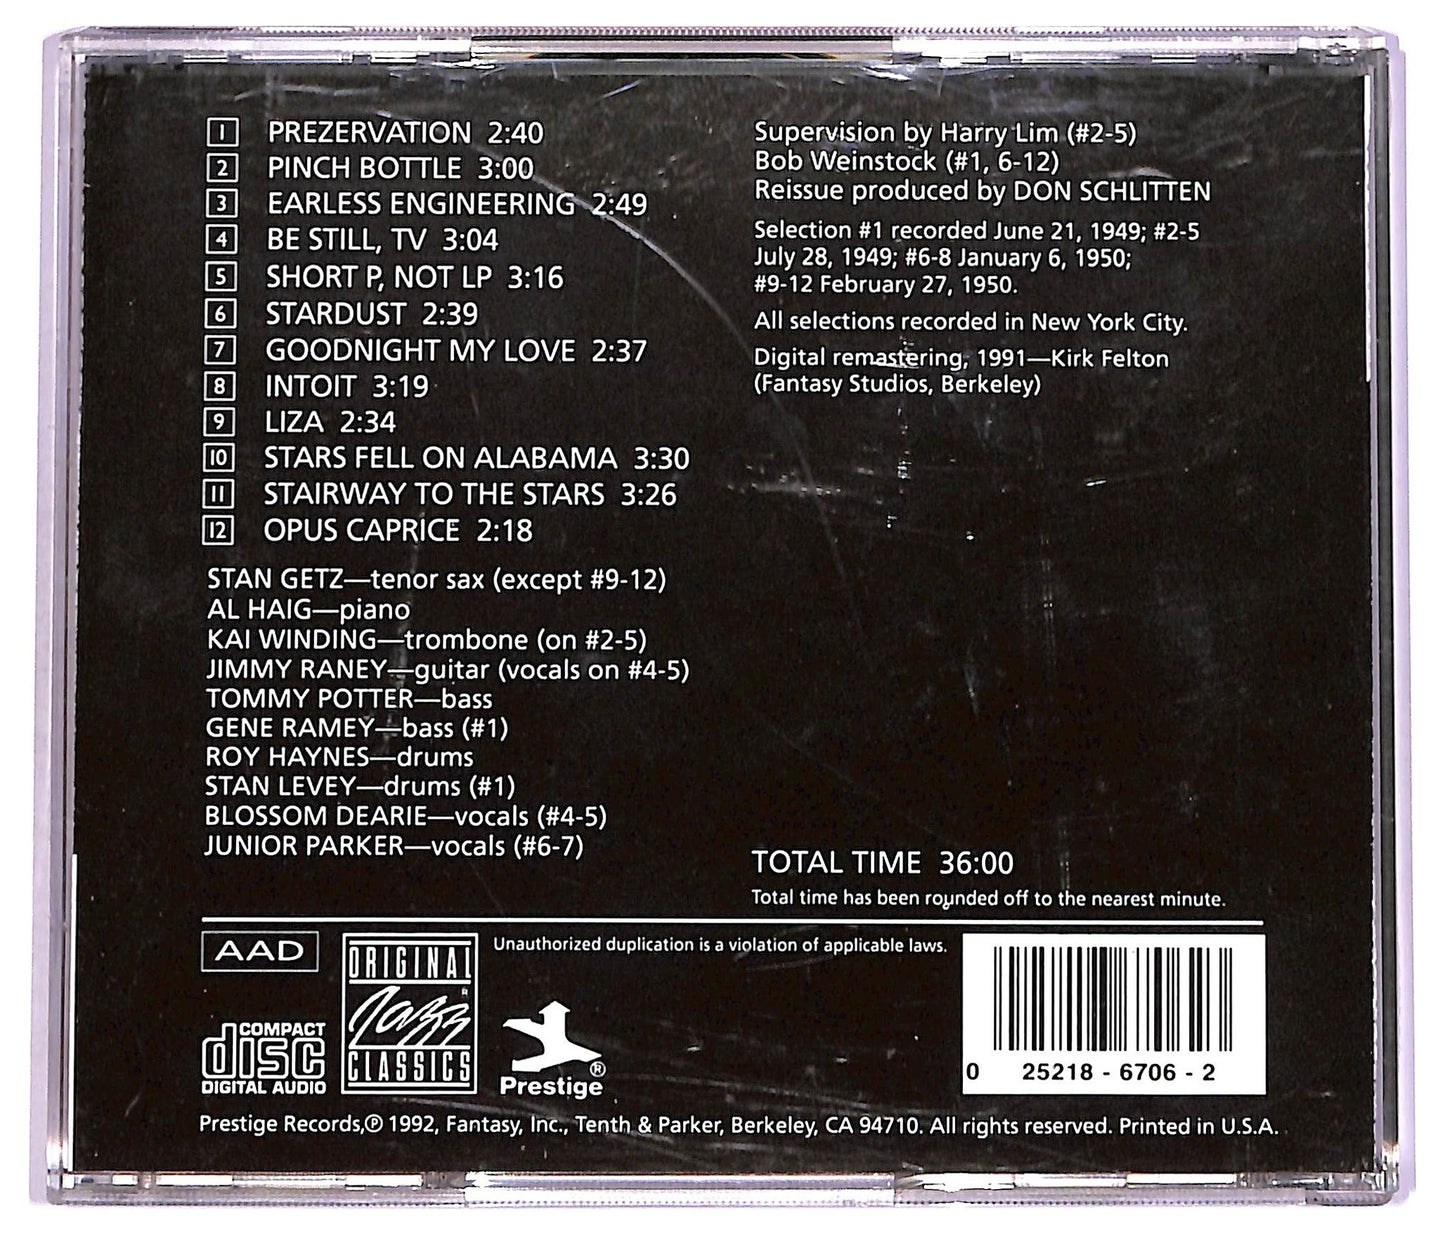 1 PREZERVATION 2:40
2 PINCH BOTTLE 3:00
3 EARLESS ENGINEERING 2:49
4 BE STILL, TV 3:04
5 SHORT P, NOT LP 3:16
6 STARDUST 2:39
7 GOODNIGHT MY LOVE 2:37
8 INTOIT 3:19
9 LIZA 2:34
10 STARS FELL ON ALABAMA 3:30
11 STAIRWAY TO THE STARS 3:26
12 OPUS CAPRICE 2:18
STAN GETZ—tenor sax (except #9-12)
AL HAIG—piano
KAI WINDING—trombone (on #2-5)
JIMMY RANEY—guitar (vocals on #4-5)
TOMMY POTTER—bass
GENE RAMEY—bass (#1)
ROY HAYNES—drums
STAN LEVEY—drums (#1)
BLOSSOM DEARIE—vocals (#4-5)
JUNIOR PARKER—vocals (#6-7)
Supervision by Harry Lim (#2-5)
Bob Weinstock (#1, 6-12)
Reissue produced by DON SCHLITTEN
Selection #1 recorded June 21, 1949; #2-5
July 28, 1949; #6-8 January 6, 1950;
#9-12 February 27, 1950.
All selections recorded in New York City.
Digital remastering, 1991—Kirk Felton
(Fantasy Studios, Berkeley)
TOTAL TIME 36:00
Total time has been rounded off to the nearest minute.
AAD
COMPACT
disc
DIGITAL AUDIO
ORIGINAL
Jazz ®
CLASSICS
Unauthorized duplication is a violation of applicable laws.
Prestige ®
0 25218 - 6706 - 2
Prestige Records,℗ 1992, Fantasy, Inc., Tenth & Parker, Berkeley, CA 94710. All rights reserved. Printed in U.S.A.